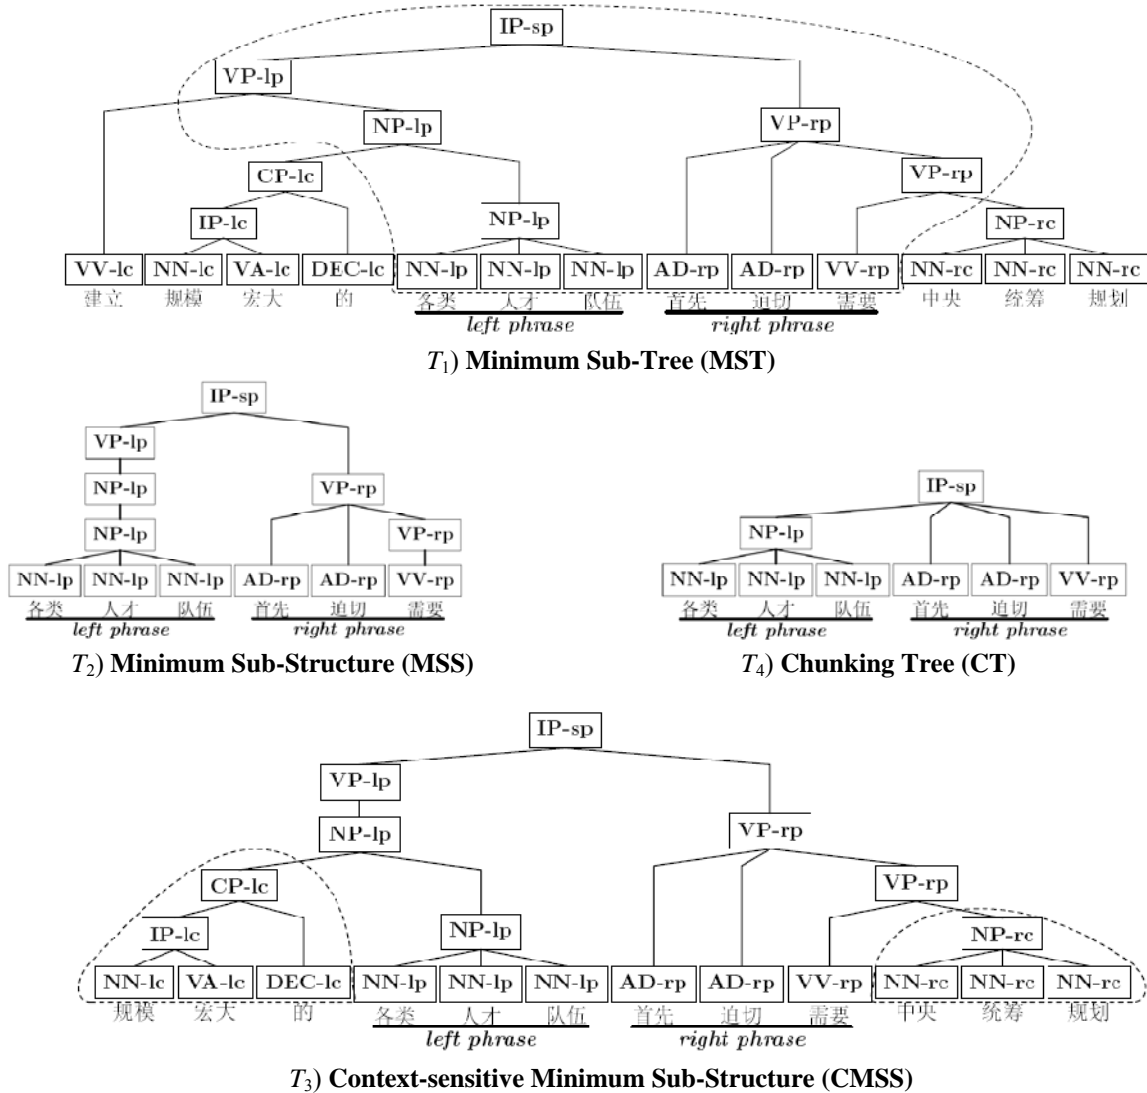 IP-sp
VP-lp
NP-lp VP-rp
CP-lc VP-rp
IP-lc NP-lp NP-rc
VV-lc NN-lc VA-lc DEC-lc NN-lp NN-lp NN-lp AD-rp AD-rp VV-rp NN-rc NN-rc NN-rc
建立 规模 宏大 的 各类 人才 队伍 首先 迫切 需要 中央 统筹 规划
left phrase right phrase
T1) Minimum Sub-Tree (MST)
IP-sp
VP-lp
NP-lp VP-rp
NP-lp VP-rp
NN-lp NN-lp NN-lp AD-rp AD-rp VV-rp
各类 人才 队伍 首先 迫切 需要
left phrase right phrase
T2) Minimum Sub-Structure (MSS)
IP-sp
NP-lp
NN-lp NN-lp NN-lp AD-rp AD-rp VV-rp
各类 人才 队伍 首先 迫切 需要
left phrase right phrase
T4) Chunking Tree (CT)
IP-sp
VP-lp
NP-lp VP-rp
CP-lc VP-rp
IP-lc NP-lp NP-rc
NN-lc VA-lc DEC-lc NN-lp NN-lp NN-lp AD-rp AD-rp VV-rp NN-rc NN-rc NN-rc
规模 宏大 的 各类 人才 队伍 首先 迫切 需要 中央 统筹 规划
left phrase right phrase
T3) Context-sensitive Minimum Sub-Structure (CMSS)